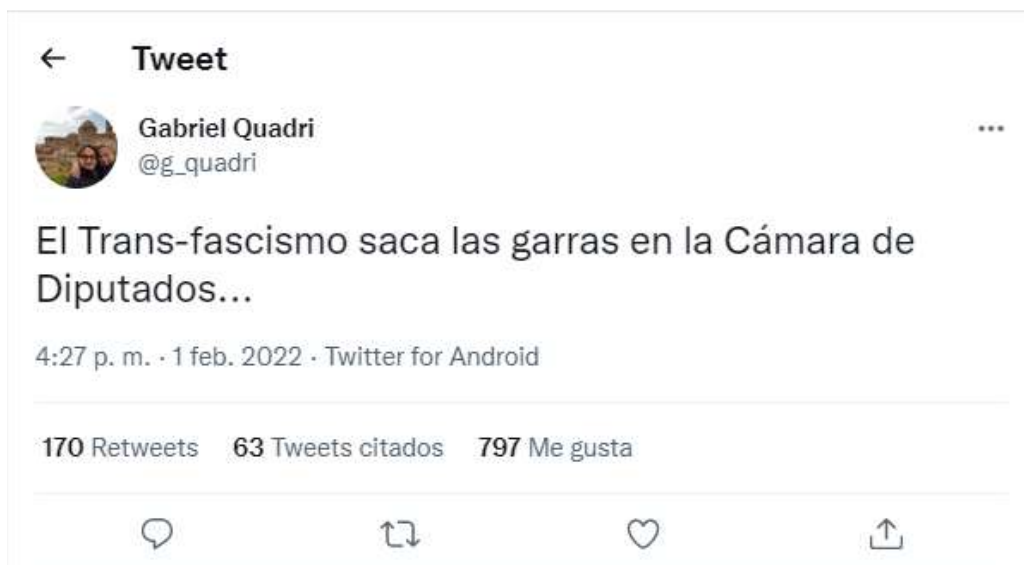 Tweet
Gabriel Quadri
@g_quadri
El Trans-fascismo saca las garras en la Cámara de
Diputados...
4:27 p. m. · 1 feb. 2022 · Twitter for Android
170 Retweets 63 Tweets citados 797 Me gusta